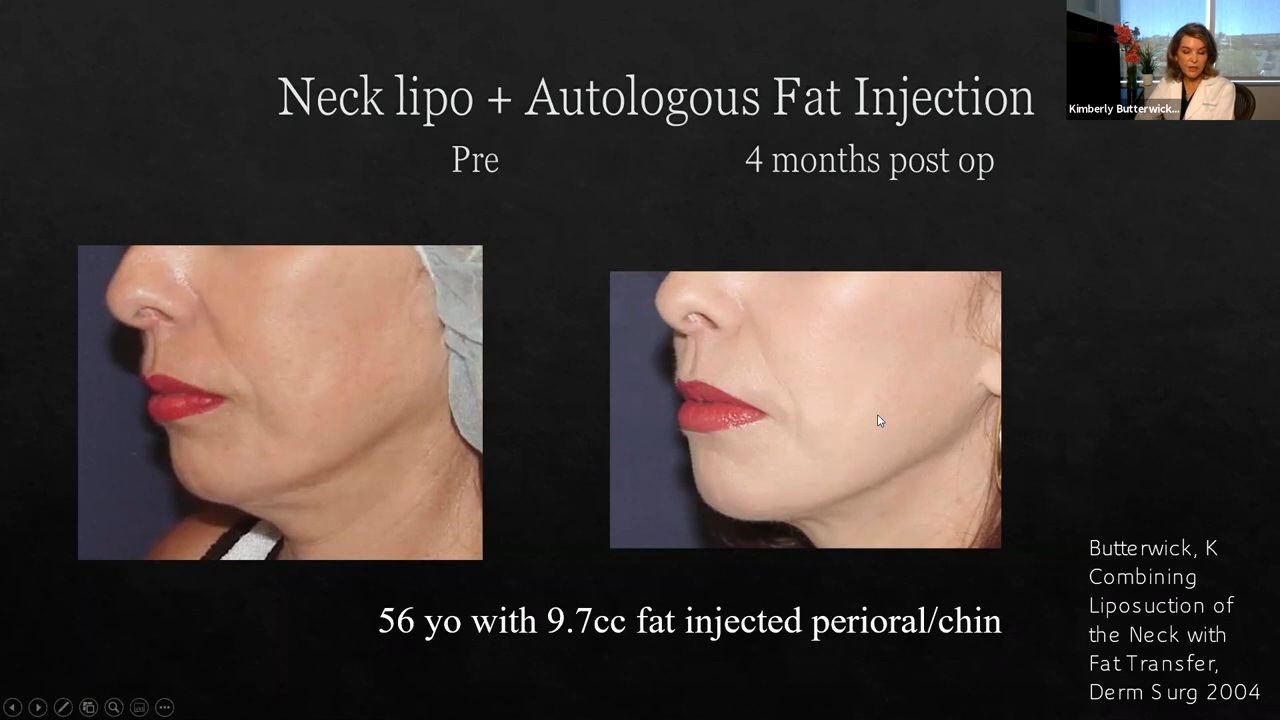 Neck lipo + Autologous Fat Injection
Pre 4 months post op
Kimberly Butterwick...
56 yo with 9.7cc fat injected perioral/chin
Butterwick, K
Combining
Liposuction of
the Neck with
Fat Transfer,
Derm Surg 2004